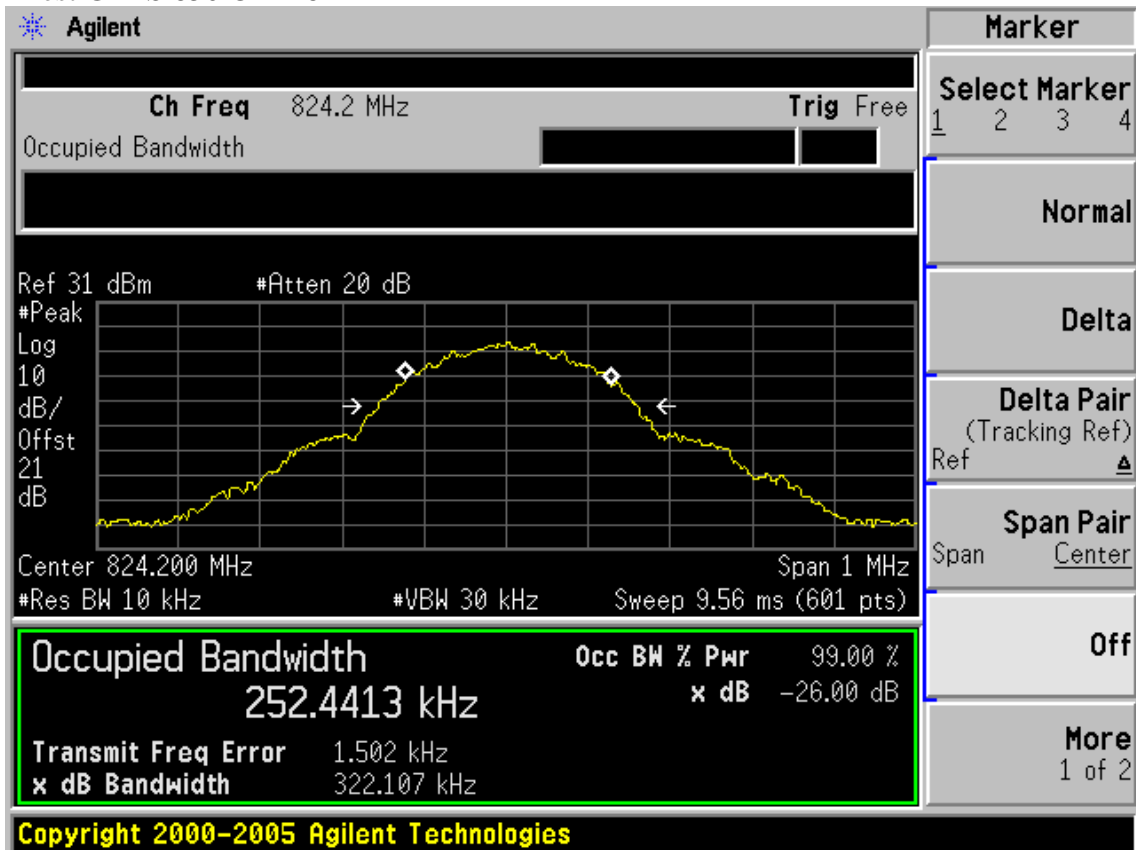 Agilent
Ch Freq 824.2 MHz Trig Free
Occupied Bandwidth
Ref 31 dBm #Atten 20 dB
#Peak
Log
10
dB/
Offst
21
dB
Center 824.200 MHz Span 1 MHz
#Res BW 10 kHz #VBW 30 kHz Sweep 9.56 ms (601 pts)
Occupied Bandwidth Occ BW % Pwr 99.00 %
252.4413 kHz x dB -26.00 dB
Transmit Freq Error 1.502 kHz
x dB Bandwidth 322.107 kHz
Copyright 2000-2005 Agilent Technologies
Marker
Select Marker
1 2 3 4
Normal
Delta
Delta Pair
(Tracking Ref)
Ref Δ
Span Pair
Span Center
Off
More
1 of 2